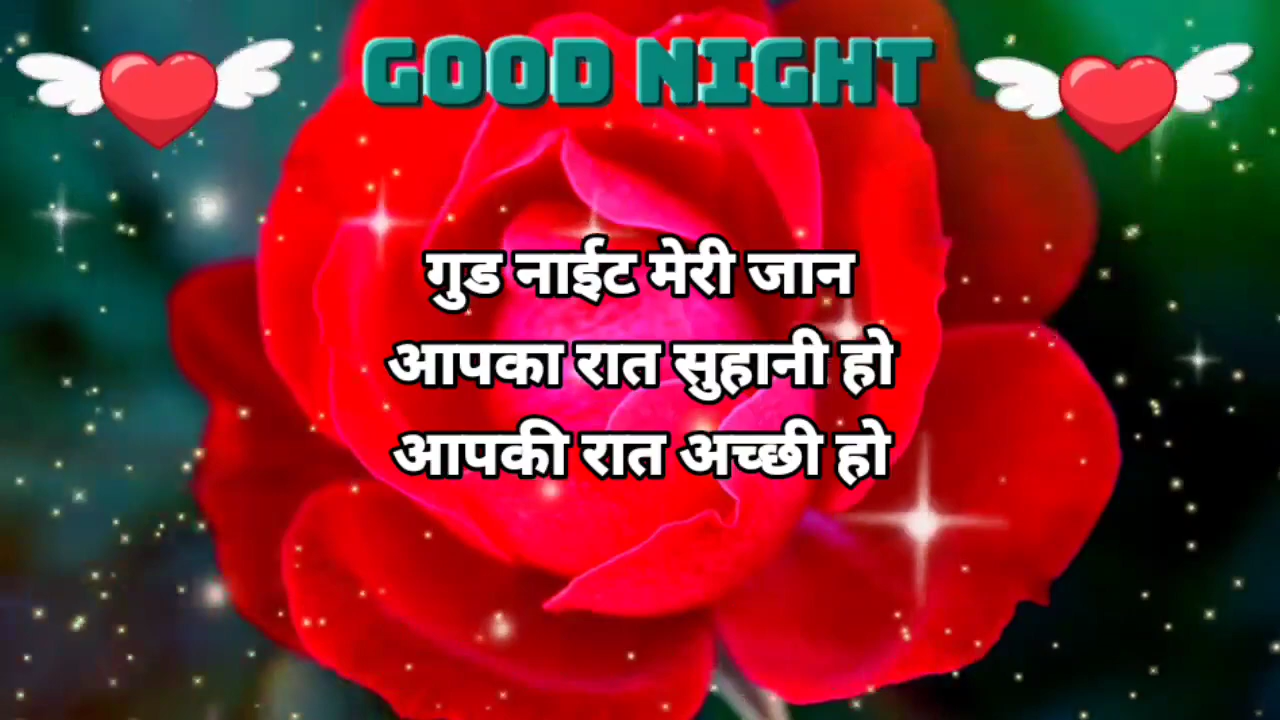 GOOD NIGHT
गुड नाईट मेरी जान
आपका रात सुहानी हो
आपकी रात अच्छी हो